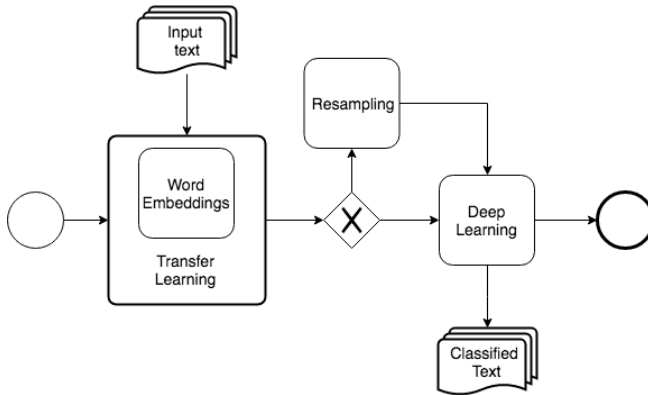 Input
text
Resampling
Word
Embeddings
Transfer
Learning
X
Deep
Learning
Classified
Text